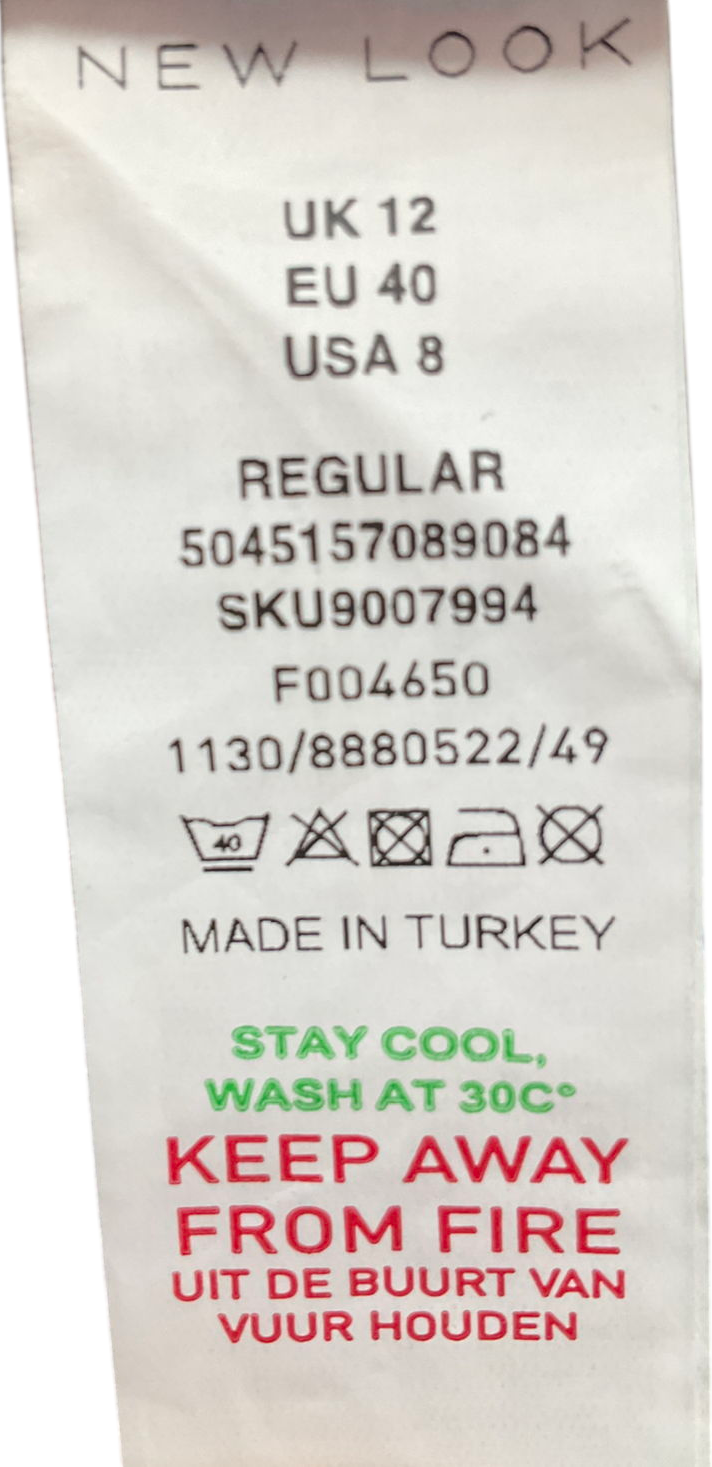 NEW LOOK
UK 12
EU 40
USA 8
REGULAR
5045157089084
SKU9007994
F004650
1130/8880522/49
40
MADE IN TURKEY
STAY COOL,
WASH AT 30C°
KEEP AWAY
FROM FIRE
UIT DE BUURT VAN
VUUR HOUDEN